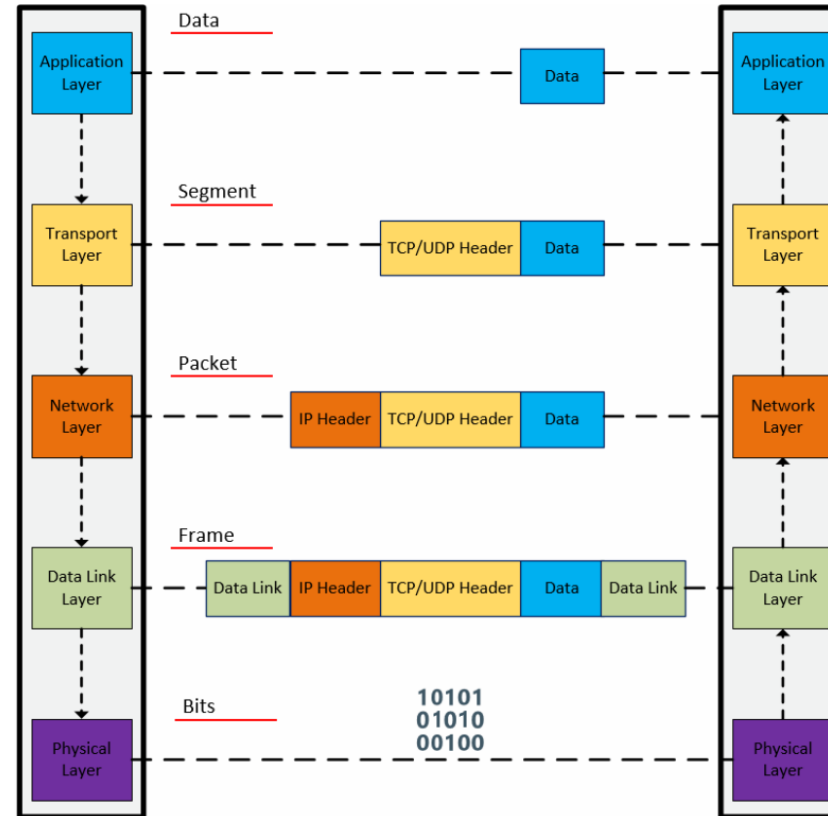 Data
Application
Layer
Data
Application
Layer
Segment
Transport
Layer
TCP/UDP Header
Data
Transport
Layer
Packet
Network
Layer
IP Header
TCP/UDP Header
Data
Network
Layer
Frame
Data Link
Layer
Data Link
IP Header
TCP/UDP Header
Data
Data Link
Data Link
Layer
Bits
10101
01010
00100
Physical
Layer
Physical
Layer